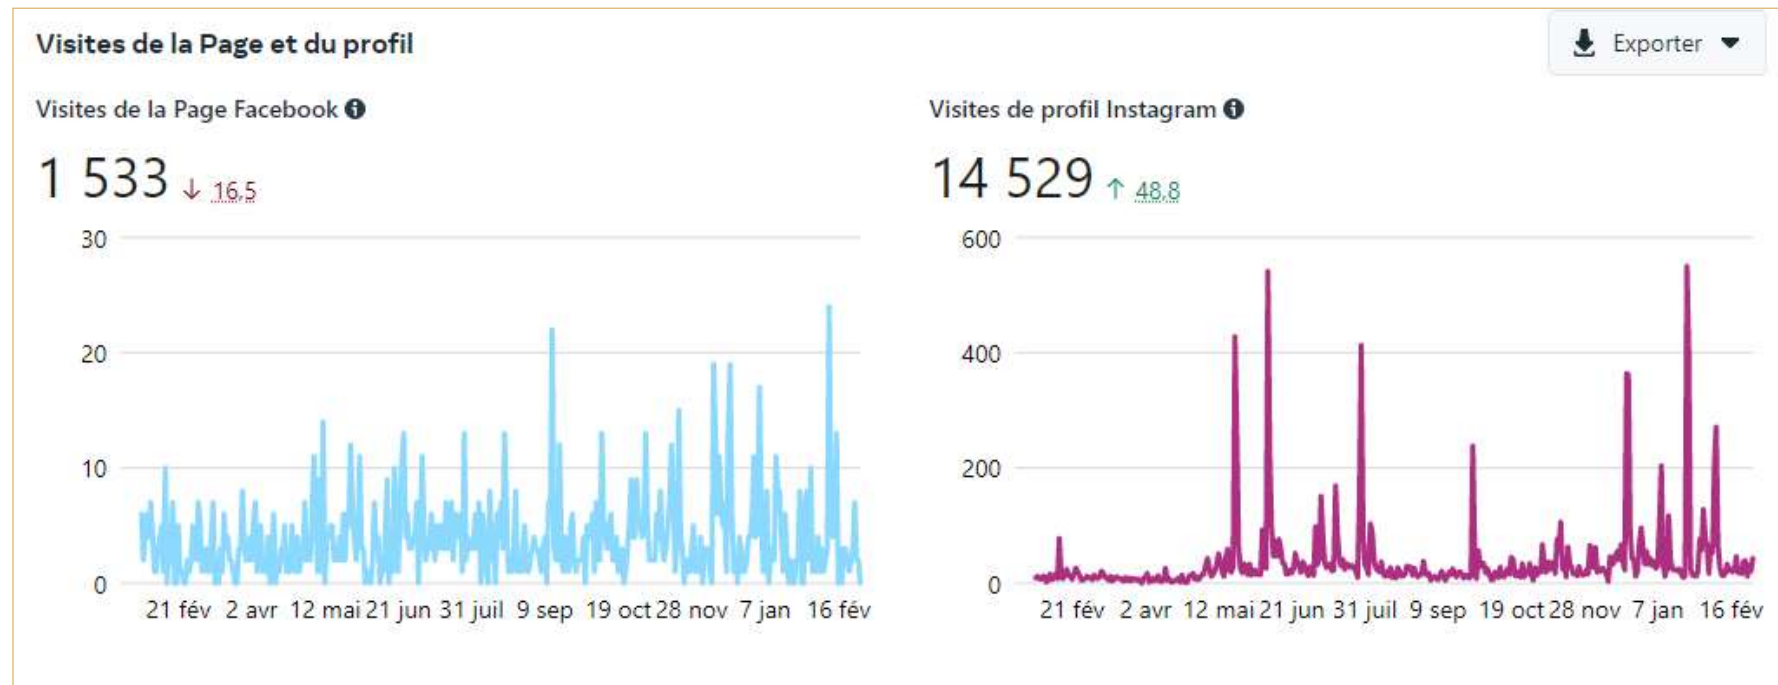 Visites de la Page et du profil
Exporter
Visites de la Page Facebook
1 533 ↓ 16,5
30
20
10
0
21 fév 2 avr 12 mai 21 jun 31 juil 9 sep 19 oct 28 nov 7 jan 16 fév
Visites de profil Instagram
14 529 ↑ 48,8
600
400
200
0
21 fév 2 avr 12 mai 21 jun 31 juil 9 sep 19 oct 28 nov 7 jan 16 fév